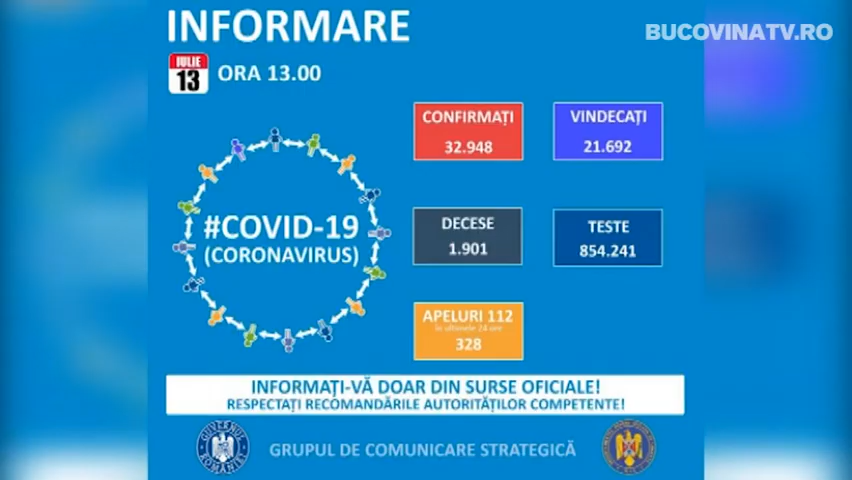 INFORMARE
BUCOVINATV.RO
IULIE
13
ORA 13.00
CONFIRMAȚI
32.948
VINDECAȚI
21.692
#COVID-19
(CORONAVIRUS)
DECESE
1.901
TESTE
854.241
APELURI 112
în ultimele 24 ore
328
INFORMAȚI-VĂ DOAR DIN SURSE OFICIALE!
RESPECTAȚI RECOMANDĂRILE AUTORITĂȚILOR COMPETENTE!
GUVERNUL
ROMÂNIEI
GRUPUL DE COMUNICARE STRATEGICĂ